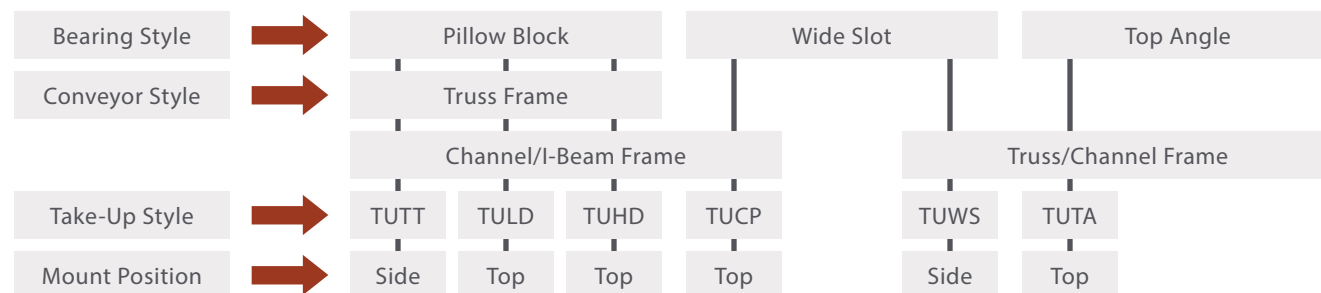 Bearing Style Pillow Block Wide Slot Top Angle
Conveyor Style Truss Frame
Channel/I-Beam Frame Truss/Channel Frame
Take-Up Style TUTT TULD TUHD TUCP TUWS TUTA
Mount Position Side Top Top Top Side Top